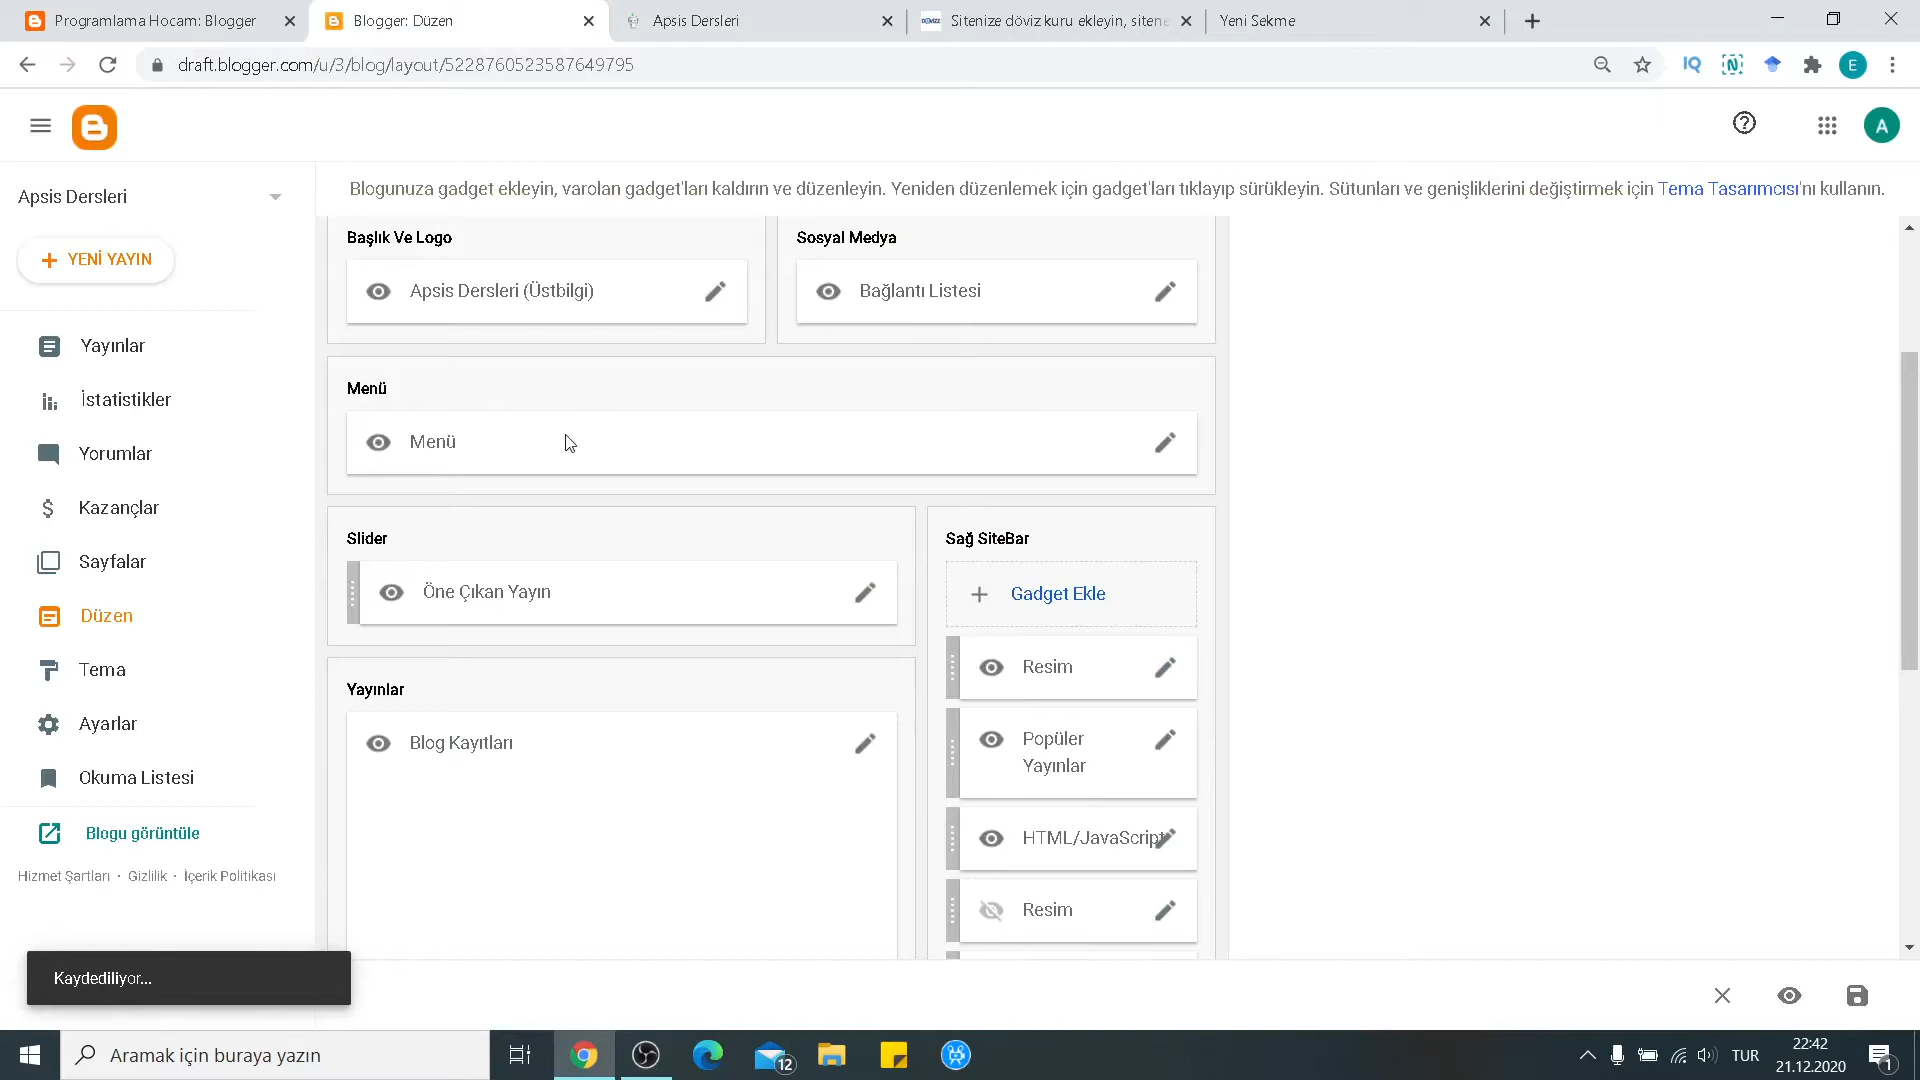 Programlama Hocam: Blogger
Blogger: Düzen
Apsis Dersleri
Sitenize döviz kuru ekleyin, sitene
Yeni Sekme
draft.blogger.com/u/3/blog/layout/5228760523587649795
IQ
N
E
A
Apsis Dersleri
Blogunuza gadget ekleyin, varolan gadget'ları kaldırın ve düzenleyin. Yeniden düzenlemek için gadget'ları tıklayıp sürükleyin. Sütunları ve genişliklerini değiştirmek için Tema Tasarımcısı'nı kullanın.
YENİ YAYIN
Yayınlar
İstatistikler
Yorumlar
Kazançlar
Sayfalar
Düzen
Tema
Ayarlar
Okuma Listesi
Blogu görüntüle
Hizmet Şartları · Gizlilik · İçerik Politikası
Başlık Ve Logo
Apsis Dersleri (Üstbilgi)
Sosyal Medya
Bağlantı Listesi
Menü
Menü
Slider
Öne Çıkan Yayın
Yayınlar
Blog Kayıtları
Sağ SiteBar
Gadget Ekle
Resim
Popüler
Yayınlar
HTML/JavaScript
Resim
Kaydediliyor...
Aramak için buraya yazın
12
TUR
22:42
21.12.2020
1